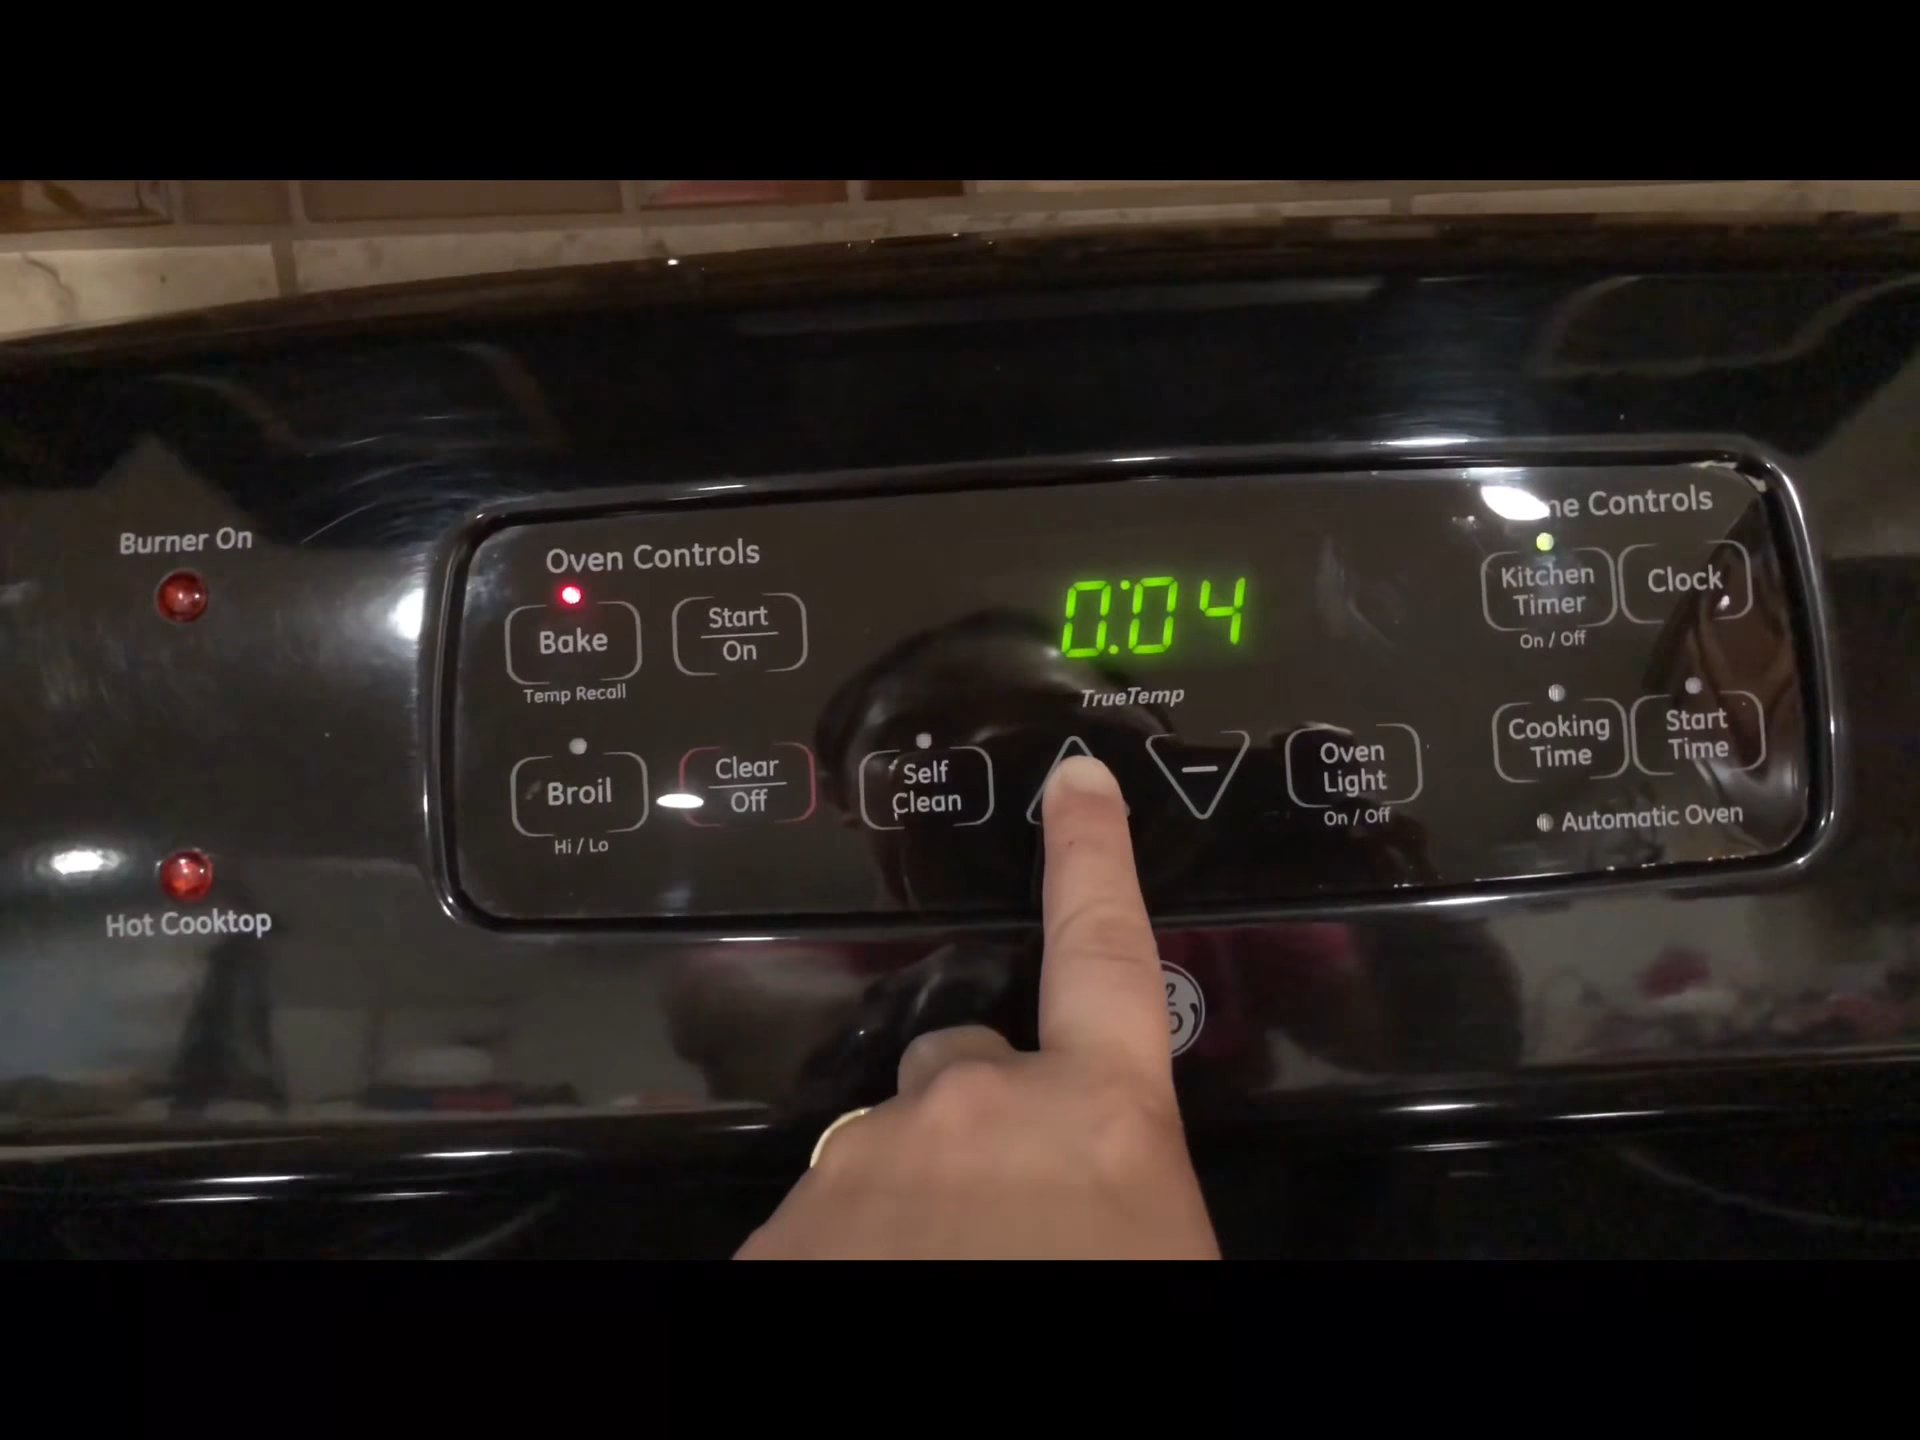 Burner On
Hot Cooktop
Oven Controls
Bake
Temp Recall
Start
On
Broil
Hi / Lo
Clear
Off
Self
Clean
0:04
TrueTemp
Oven
Light
On / Off
Controls
Kitchen
Timer
On / Off
Clock
Cooking
Time
Start
Time
Automatic Oven